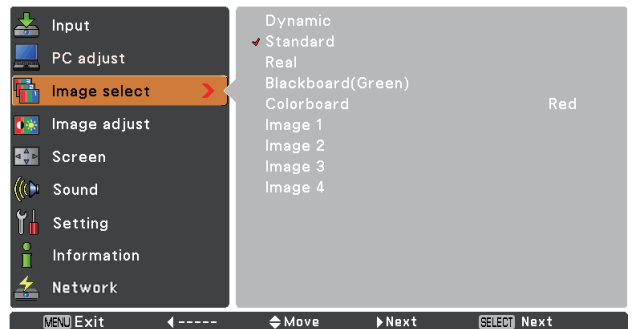 Input
PC adjust
Image select
Image adjust
Screen
Sound
Setting
Information
Network
Dynamic
Standard
Real
Blackboard(Green)
Colorboard Red
Image 1
Image 2
Image 3
Image 4
MENU Exit ----- Move Next SELECT Next